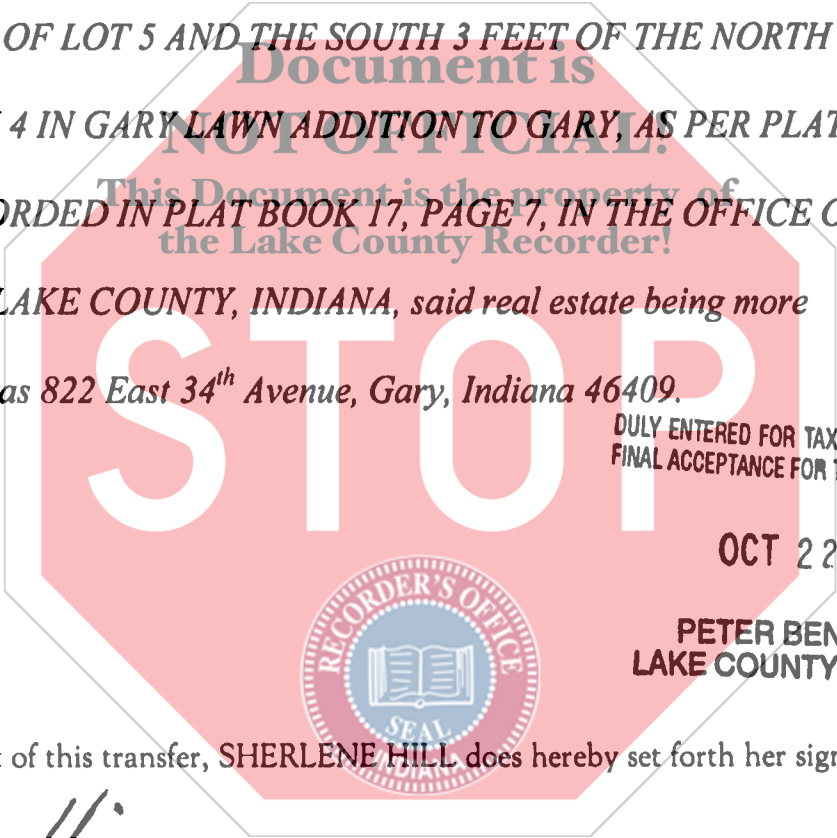 OF LOT 5 AND THE SOUTH 3 FEET OF THE NORTH
Document is
4 IN GARY LAWN ADDITION TO GARY, AS PER PLAT
NOT OFFICIAL!
This Document is the property of
ORDED IN PLAT BOOK 17, PAGE 7, IN THE OFFICE
the Lake County Recorder!
LAKE COUNTY, INDIANA, said real estate being more
STOP
as 822 East 34th Avenue, Gary, Indiana 46409.
DULY ENTERED FOR TAX
FINAL ACCEPTANCE FOR
OCT 22
RECORDER'S OFFICE
PETER BEN
LAKE COUNTY
SEAL
INDIANA
of this transfer, SHERLENE HILL does hereby set forth her sign